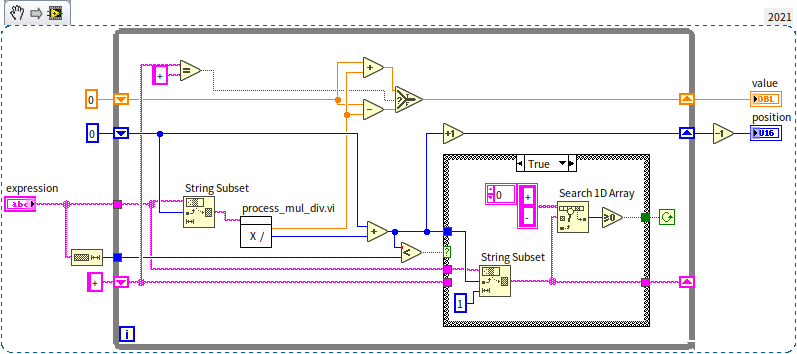 2021
+
=
+
T
?
F
value
0
-
DBL
position
0
+1
-1
U16
True
expression
String Subset
0
+
Search 1D Array
abc
process_mul_div.vi
-
≥0
X /
+
<
?
String Subset
+
1
i